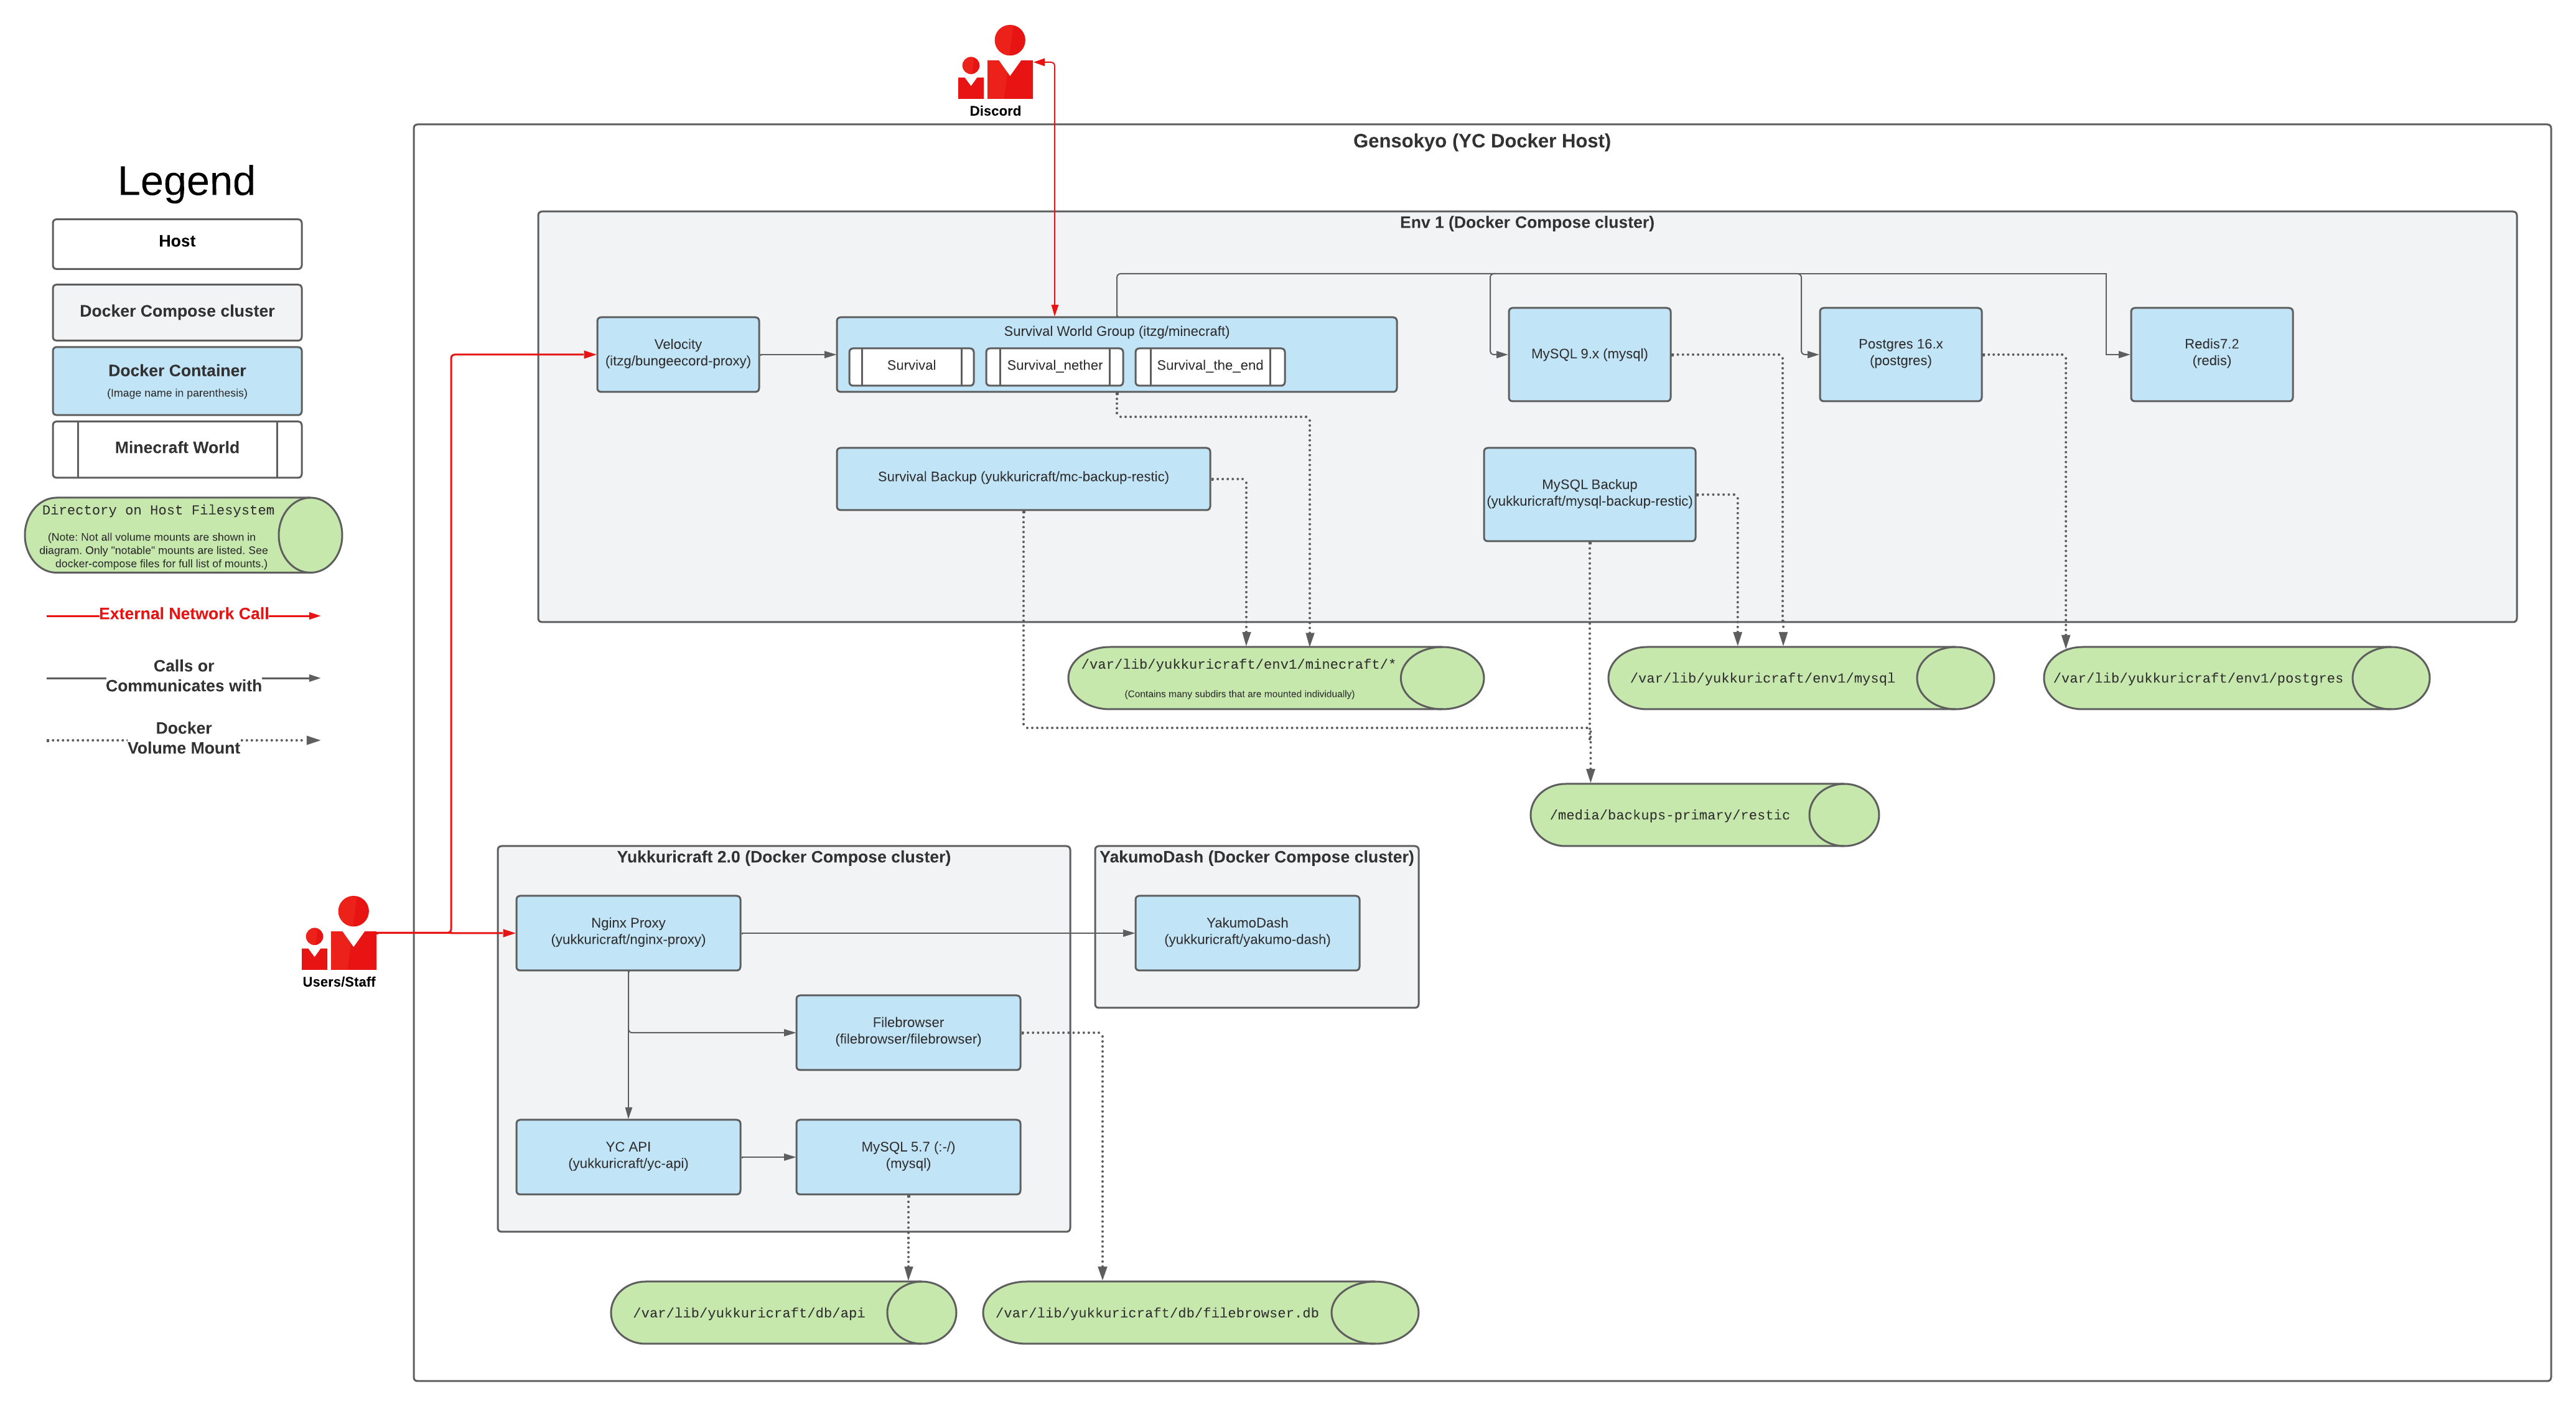 Discord
Gensokyo (YC Docker Host)
Legend
Host
Docker Compose cluster
Docker Container
(Image name in parenthesis)
Minecraft World
Directory on Host Filesystem
(Note: Not all volume mounts are shown in
diagram. Only "notable" mounts are listed. See
docker-compose files for full list of mounts.)
External Network Call
Calls or
Communicates with
Docker
Volume Mount
Env 1 (Docker Compose cluster)
Velocity
(itzg/bungeecord-proxy)
Survival World Group (itzg/minecraft)
Survival
Survival_nether
Survival_the_end
MySQL 9.x (mysql)
Postgres 16.x
(postgres)
Redis7.2
(redis)
Survival Backup (yukkuricraft/mc-backup-restic)
MySQL Backup
(yukkuricraft/mysql-backup-restic)
/var/lib/yukkuricraft/env1/minecraft/*
(Contains many subdirs that are mounted individually)
/var/lib/yukkuricraft/env1/mysql
/var/lib/yukkuricraft/env1/postgres
/media/backups-primary/restic
Users/Staff
Yukkuricraft 2.0 (Docker Compose cluster)
Nginx Proxy
(yukkuricraft/nginx-proxy)
Filebrowser
(filebrowser/filebrowser)
YC API
(yukkuricraft/yc-api)
MySQL 5.7 (:-/)
(mysql)
YakumoDash (Docker Compose cluster)
YakumoDash
(yukkuricraft/yakumo-dash)
/var/lib/yukkuricraft/db/api
/var/lib/yukkuricraft/db/filebrowser.db